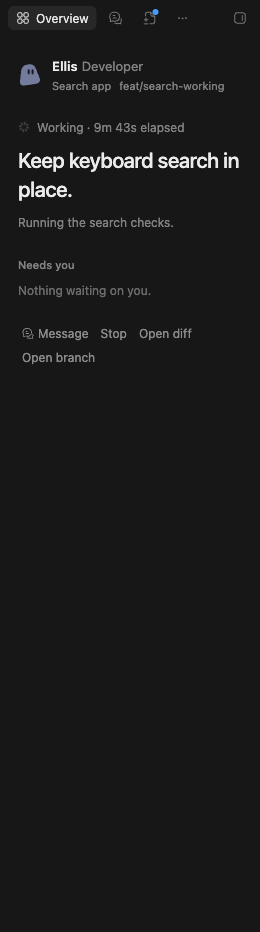 Overview
Ellis Developer
Search app feat/search-working
Working · 9m 43s elapsed
Keep keyboard search in
place.
Running the search checks.
Needs you
Nothing waiting on you.
Message Stop Open diff
Open branch